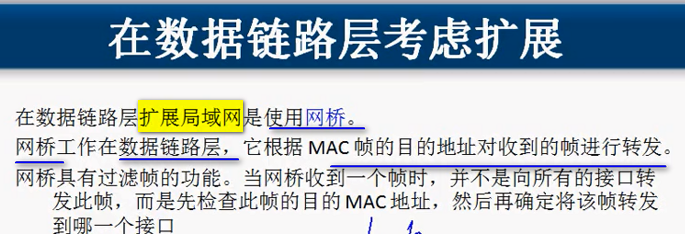 在数据链路层考虑扩展
在数据链路层扩展局域网是使用网桥。
网桥工作在数据链路层，它根据 MAC 帧的目的地址对收到的帧进行转发。
网桥具有过滤帧的功能。当网桥收到一个帧时，并不是向所有的接口转
发此帧，而是先检查此帧的目的 MAC 地址，然后再确定将该帧转发
到哪一个接口